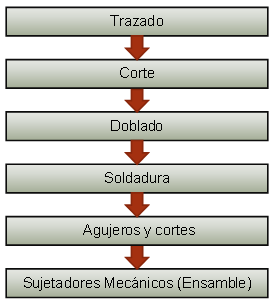 Trazado
Corte
Doblado
Soldadura
Agujeros y cortes
Sujetadores Mecánicos (Ensamble)